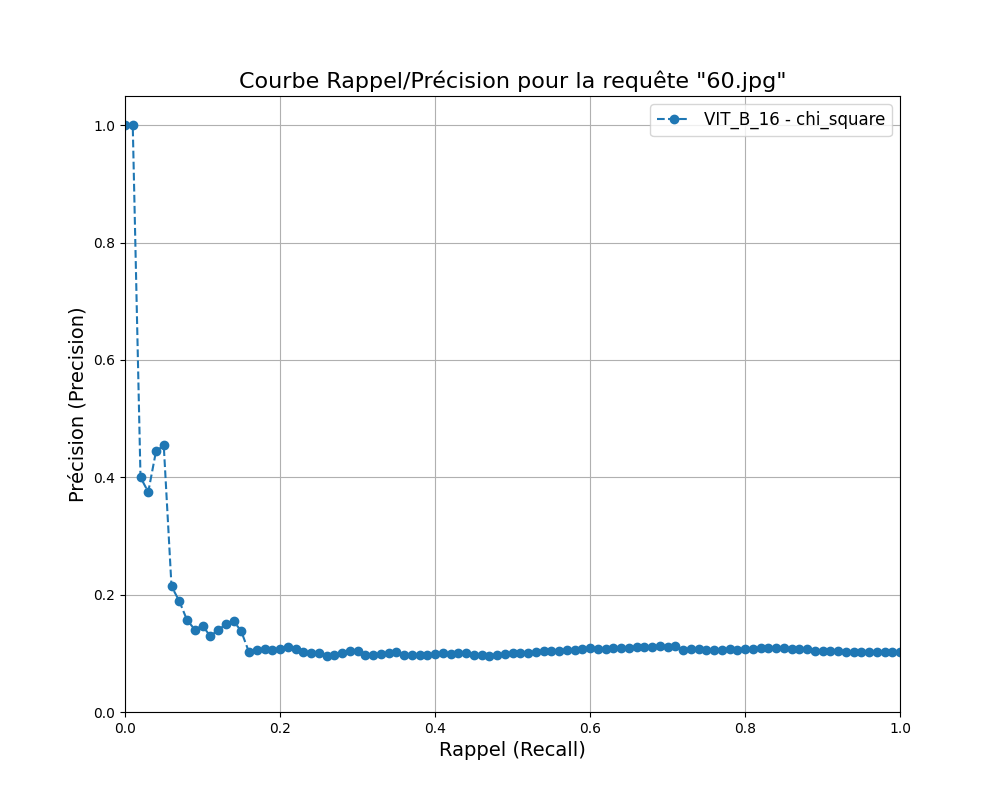 Courbe Rappel/Précision pour la requête "60.jpg"
VIT_B_16 - chi_square
1.0
0.8
0.6
0.4
0.2
0.0
Précision (Precision)
0.0 0.2 0.4 0.6 0.8 1.0
Rappel (Recall)